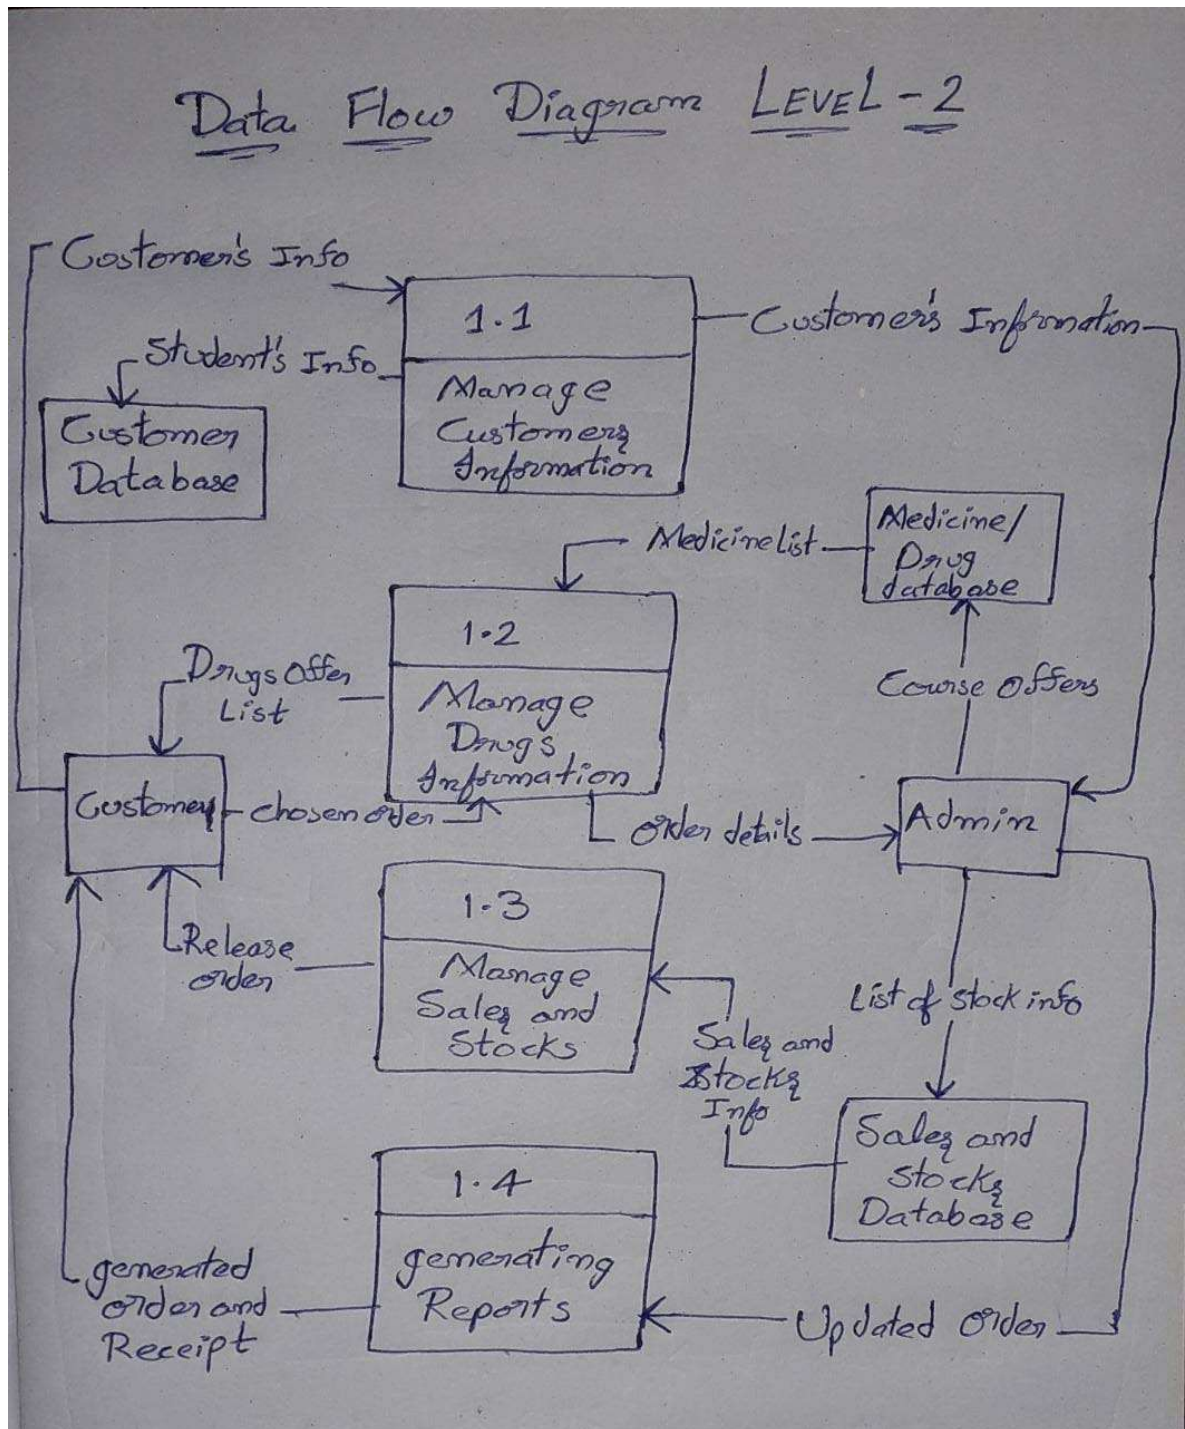 Data Flow Diagram LEVEL-2
Customer's Info
1.1
Customer's Information
Student's Info
Manage
Customers
Information
Customer
Database
Medicine/
Drug
database
Medicine list
1.2
Drugs Offer
List
Manage
Drugs
Information
Course Offers
Customer
chosen order
Order details
Admin
1.3
Release
order
Manage
Sales and
Stocks
List of stock info
Sales and
Stocks
Info
Sales and
Stocks
Database
1.4
generated
order and
Receipt
generating
Reports
Updated order